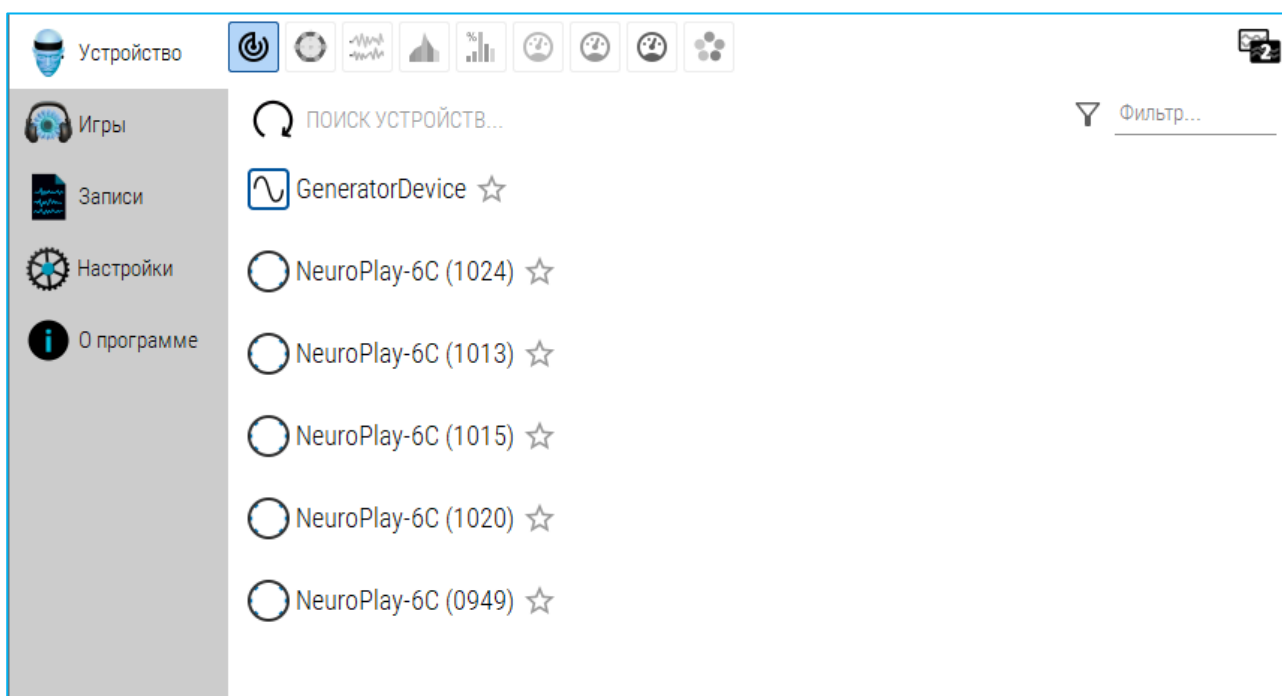 Устройство
%
2
Игры
ПОИСК УСТРОЙСТВ...
Фильтр...
Записи
GeneratorDevice
Настройки
NeuroPlay-6C (1024)
О программе
NeuroPlay-6C (1013)
NeuroPlay-6C (1015)
NeuroPlay-6C (1020)
NeuroPlay-6C (0949)